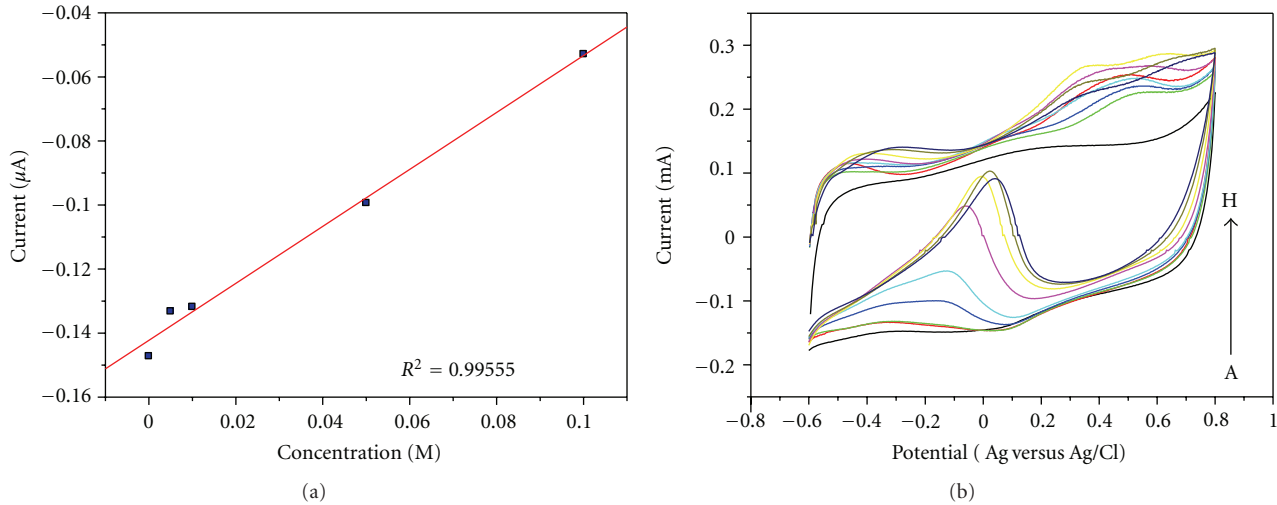 −0.04
−0.06
−0.08
−0.1
−0.12
−0.14
−0.16
Current (μA)
R² = 0.99555
0 0.02 0.04 0.06 0.08 0.1
Concentration (M)
(a)
0.3
0.2
0.1
0
−0.1
−0.2
Current (mA)
H
A
−0.8 −0.6 −0.4 −0.2 0 0.2 0.4 0.6 0.8 1
Potential ( Ag versus Ag/Cl)
(b)